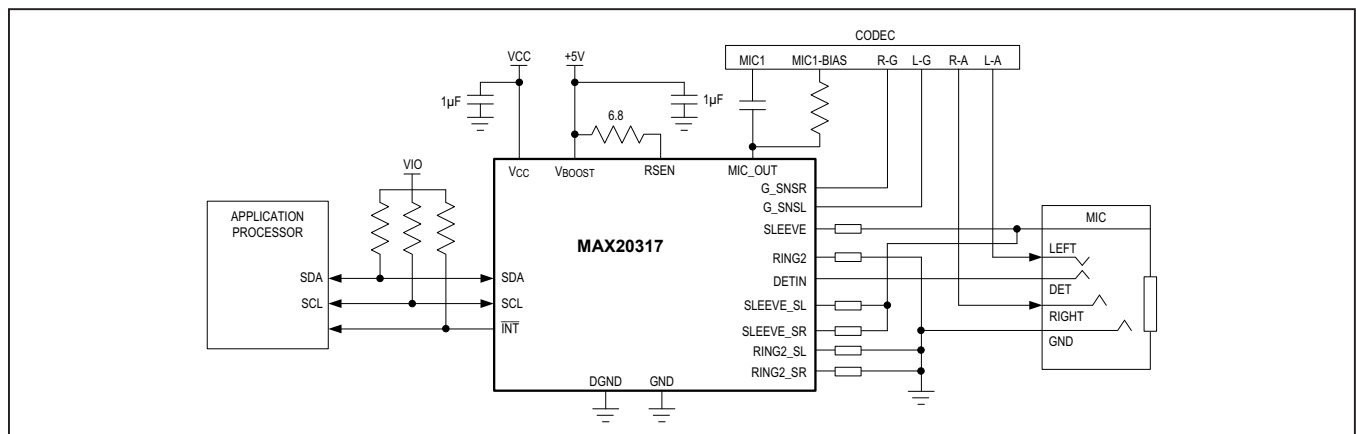 CODEC
MIC1 MIC1-BIAS R-G L-G R-A L-A
VCC +5V
1µF 1µF
6.8
VCC VBOOST RSEN MIC_OUT
VIO
APPLICATION
PROCESSOR
SDA
SCL
MAX20317
SDA
SCL
INT
G_SNSR
G_SNSL
SLEEVE
RING2
DETIN
SLEEVE_SL
SLEEVE_SR
RING2_SL
RING2_SR
DGND GND
MIC
LEFT
DET
RIGHT
GND